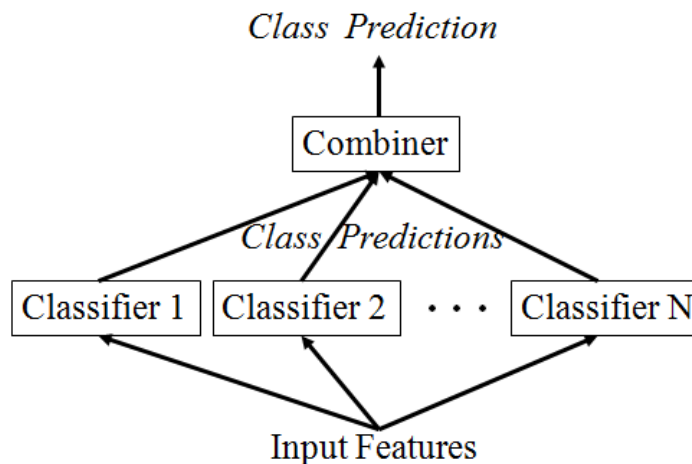 Class Prediction
Combiner
Class Predictions
Classifier 1 Classifier 2 · · · Classifier N
Input Features